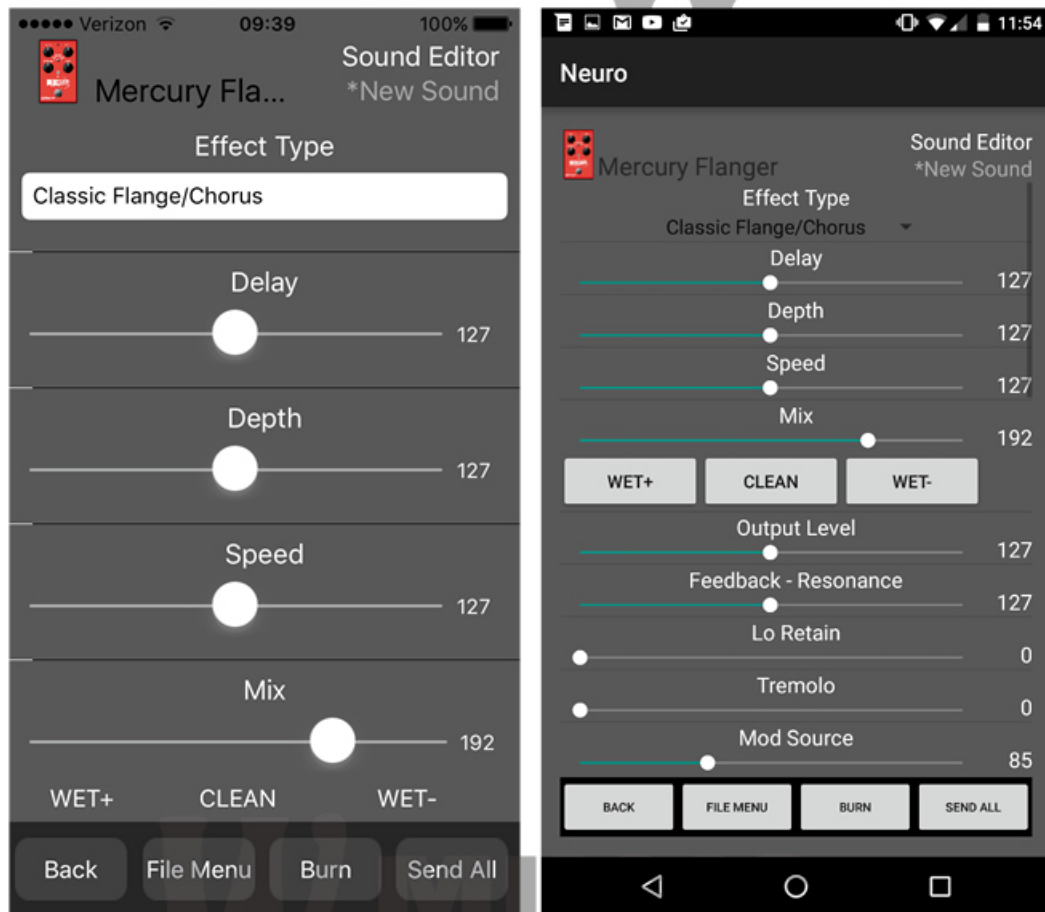 Verizon 09:39 100%
Sound Editor
Mercury Fla... *New Sound
Effect Type
Classic Flange/Chorus
Delay
127
Depth
127
Speed
127
Mix
192
WET+ CLEAN WET-
Back File Menu Burn Send All
11:54
Neuro
Sound Editor
Mercury Flanger *New Sound
Effect Type
Classic Flange/Chorus
Delay
127
Depth
127
Speed
127
Mix
192
WET+ CLEAN WET-
Output Level
127
Feedback - Resonance
127
Lo Retain
0
Tremolo
0
Mod Source
85
BACK FILE MENU BURN SEND ALL